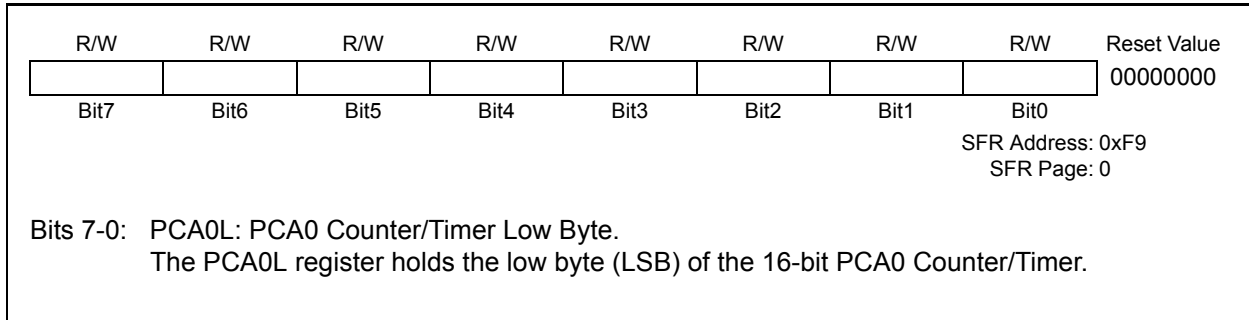 R/W R/W R/W R/W R/W R/W R/W R/W Reset Value
00000000
Bit7 Bit6 Bit5 Bit4 Bit3 Bit2 Bit1 Bit0
SFR Address: 0xF9
SFR Page: 0
Bits 7-0: PCA0L: PCA0 Counter/Timer Low Byte.
The PCA0L register holds the low byte (LSB) of the 16-bit PCA0 Counter/Timer.